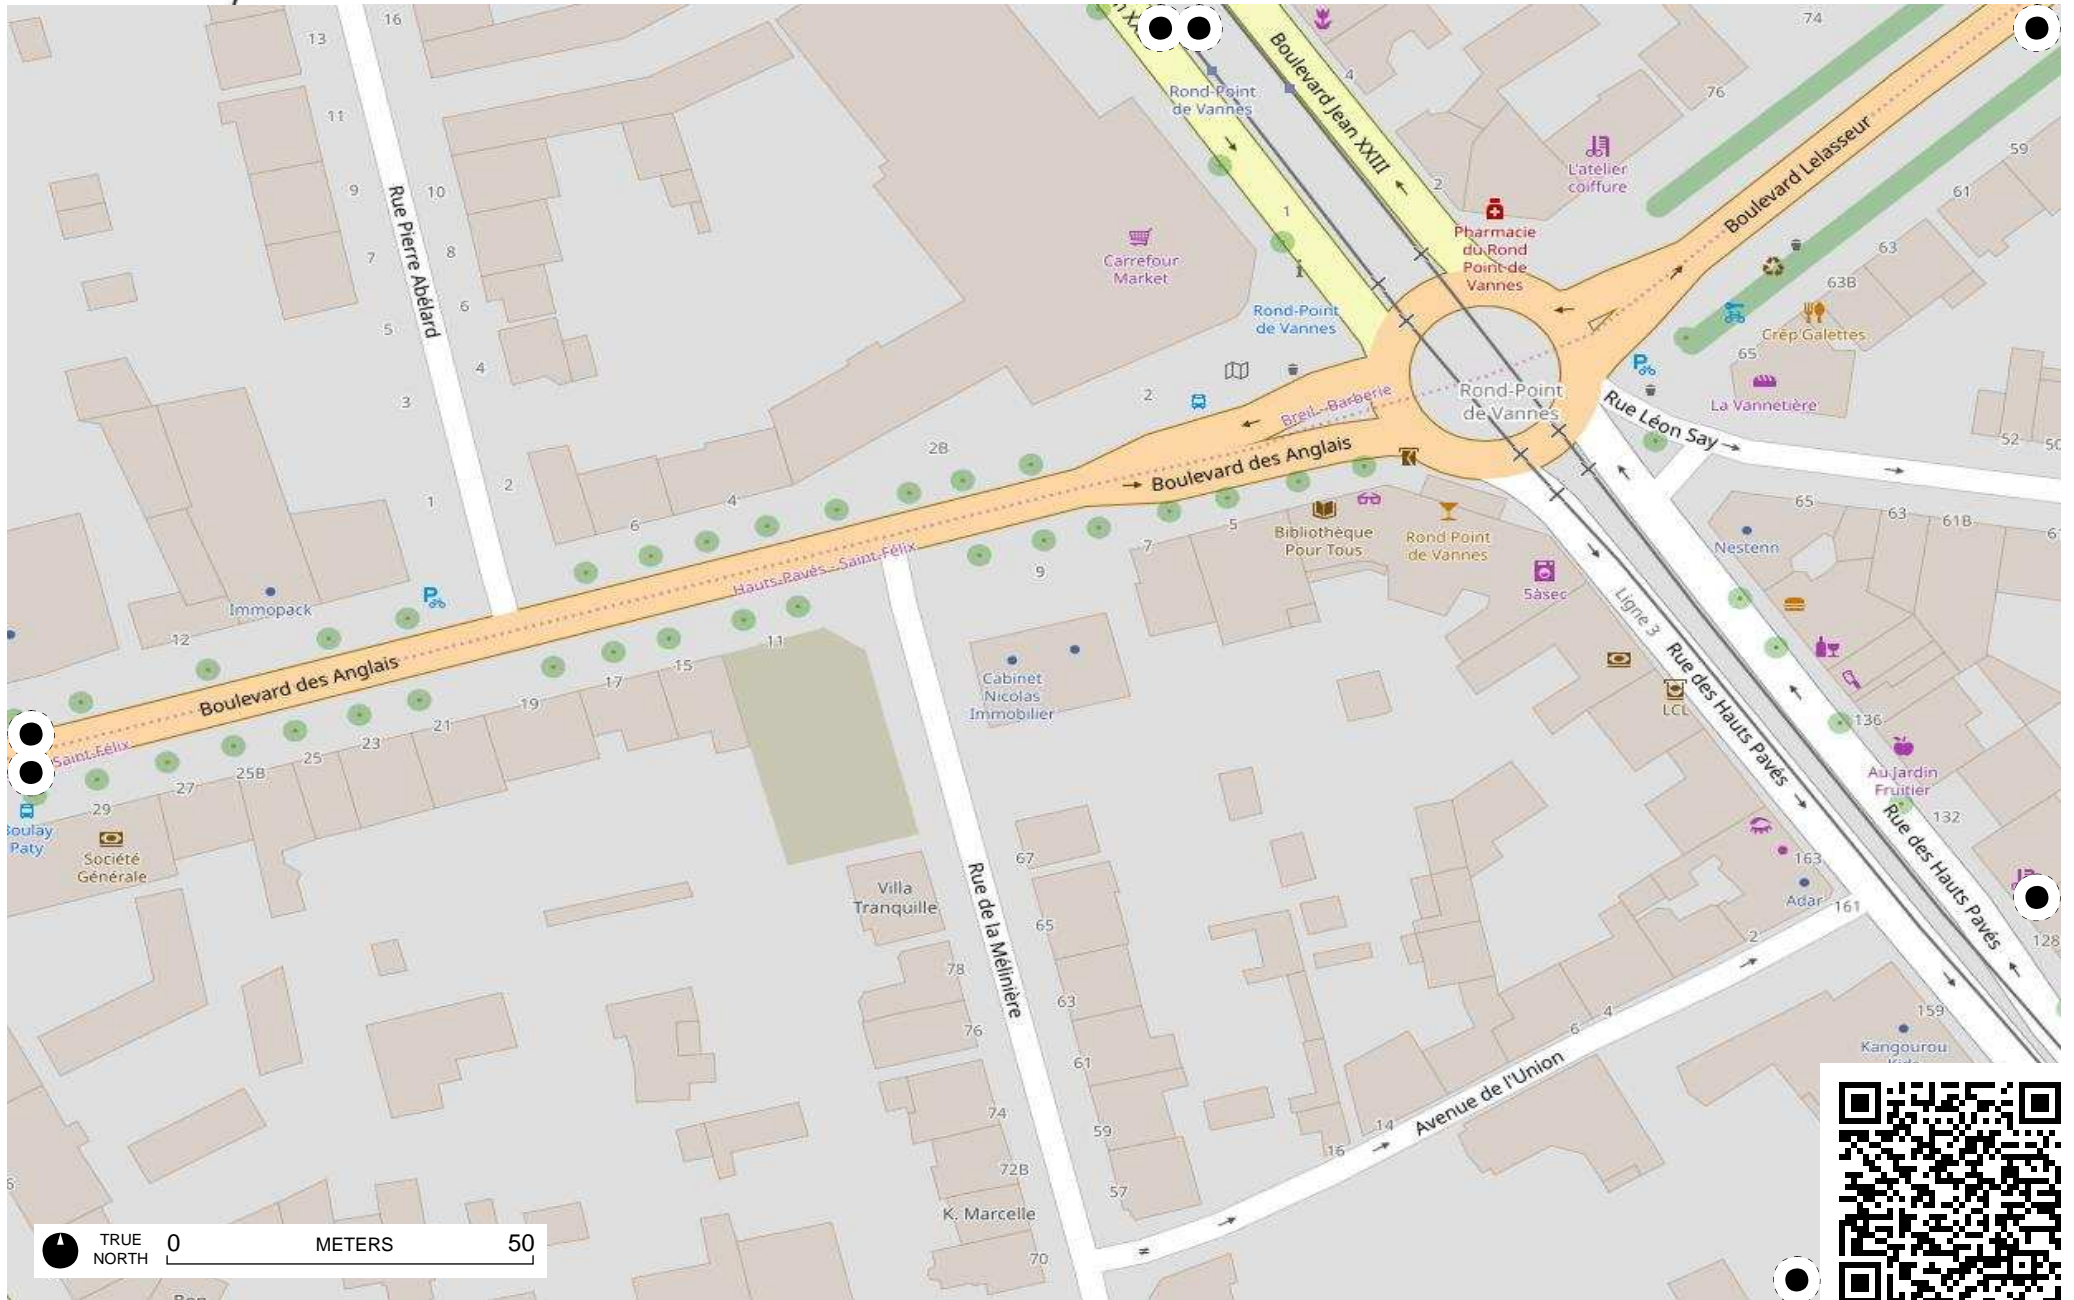 16
13
11
9
10
7
8
6
5
4
3
1
2
Rue Pierre Abélard
Rond-Point
de Vannes
Boulevard Jean XXIII
4
74
76
Boulevard Lelasseur
59
61
63
63B
65
L'atelier
coiffure
2
1
Pharmacie
du Rond
Point de
Vannes
Carrefour
Market
Rond-Point
de Vannes
Crêp'Galettes
La Vannetière
Rond-Point
de Vannes
Rue Léon Say
52
50
2
2B
4
6
Breil - Barberie
Boulevard des Anglais
Hauts-Pavés - Saint-Félix
Bibliothèque
Pour Tous
Rond Point
de Vannes
5
7
9
11
15
17
19
21
23
25
25B
27
29
65
63
61B
Nestenn
5àsec
Ligne 3
Rue des Hauts Pavés
LCL
136
Au Jardin
Fruitier
132
Rue des Hauts Pavés
128
163
Adar
161
159
Kangourou
Immopack
12
Boulevard des Anglais
Saint-Félix
Boulay
Paty
Société
Générale
Cabinet
Nicolas
Immobilier
Villa
Tranquille
67
65
63
61
59
57
78
76
74
72B
K. Marcelle
70
Rue de la Mélinière
Avenue de l'Union
2
4
6
14
16
TRUE
NORTH
0 METERS 50